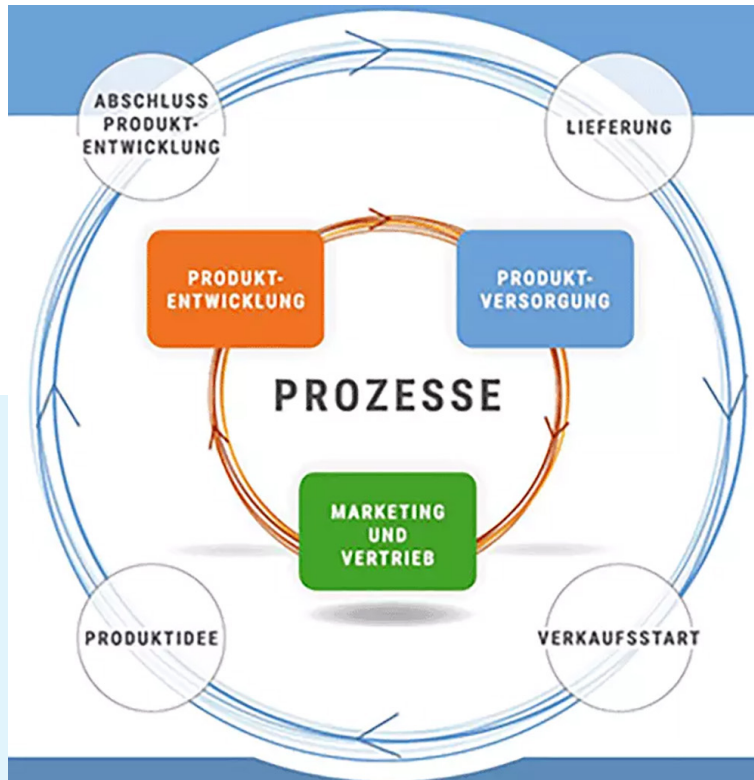 ABSCHLUSS
PRODUKT-
ENTWICKLUNG
LIEFERUNG
PRODUKT-
ENTWICKLUNG
PRODUKT-
VERSORGUNG
PROZESSE
MARKETING
UND
VERTRIEB
PRODUKTIDEE
VERKAUFSSTART